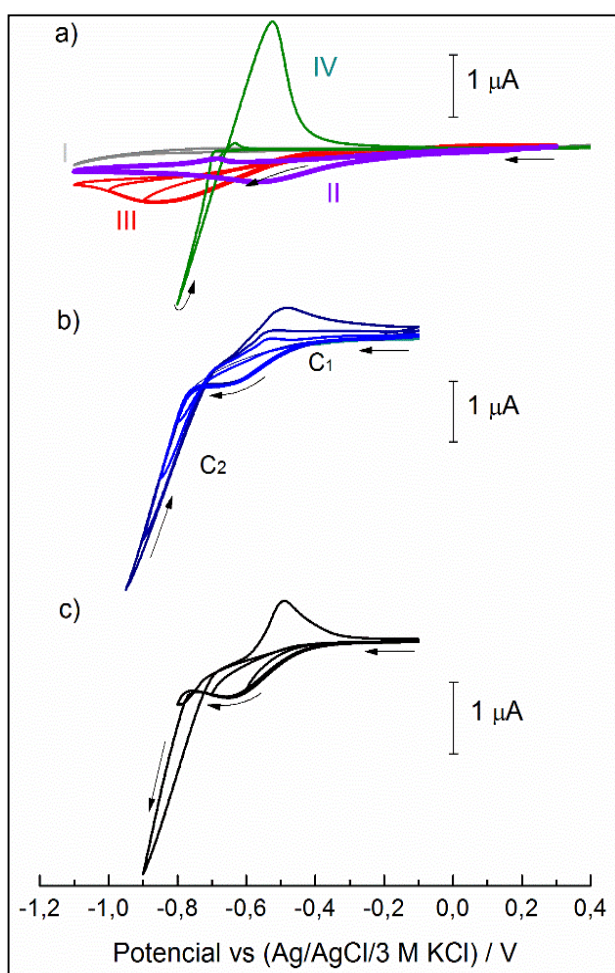 a)
IV
1 μA
I
II
III
b)
C1
1 μA
C2
c)
1 μA
-1,2 -1,0 -0,8 -0,6 -0,4 -0,2 0,0 0,2 0,4
Potencial vs (Ag/AgCl/3 M KCl) / V